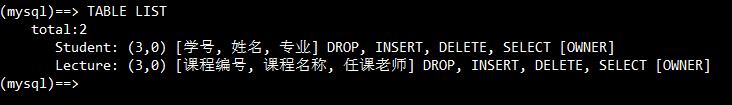 (mysql)==> TABLE LIST
total:2
Student: (3,0) [学号, 姓名, 专业] DROP, INSERT, DELETE, SELECT [OWNER]
Lecture: (3,0) [课程编号, 课程名称, 任课老师] DROP, INSERT, DELETE, SELECT [OWNER]
(mysql)==>